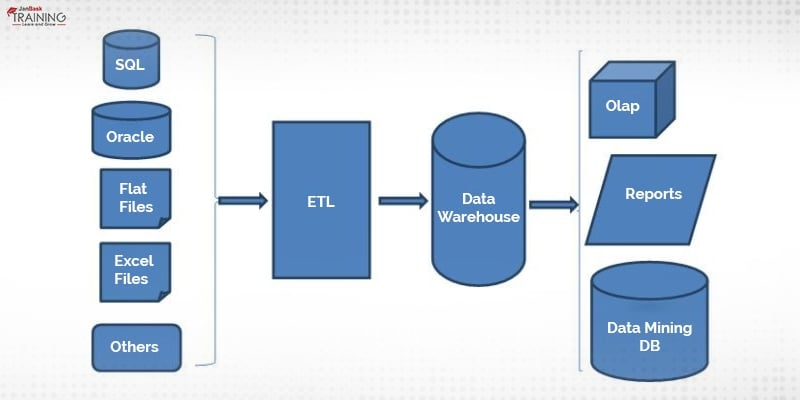 JanBask
TRAINING
Learn and Grow
SQL
Oracle
Flat
Files
Excel
Files
Others
ETL
Data
Warehouse
Olap
Reports
Data Mining
DB